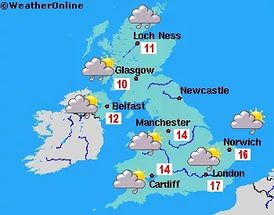 ©WeatherOnline
Loch Ness
11
Glasgow
10
Newcastle
Belfast
12
Manchester
14
Norwich
16
14
Cardiff
London
17